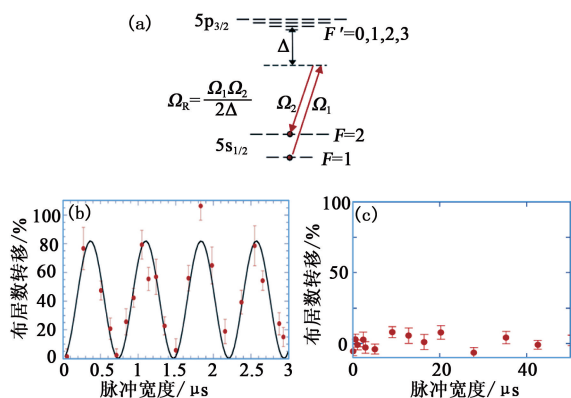 (a)
5p3/2
F′=0,1,2,3
Δ
ΩR=Ω1Ω2/2Δ
Ω2 Ω1
F=2
5s1/2
F=1
(b)
布居数转移/%
100
80
60
40
20
0
0 0.5 1 1.5 2 2.5 3
脉冲宽度/μs
(c)
布居数转移/%
100
50
0
0 20 40
脉冲宽度/μs